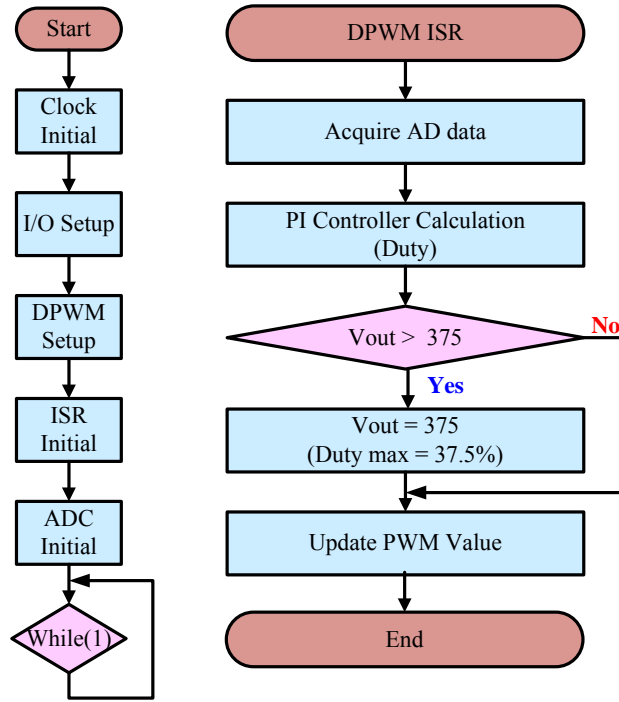 Start
Clock
Initial
I/O Setup
DPWM
Setup
ISR
Initial
ADC
Initial
While(1)
DPWM ISR
Acquire AD data
PI Controller Calculation
(Duty)
Vout > 375
No
Yes
Vout = 375
(Duty max = 37.5%)
Update PWM Value
End